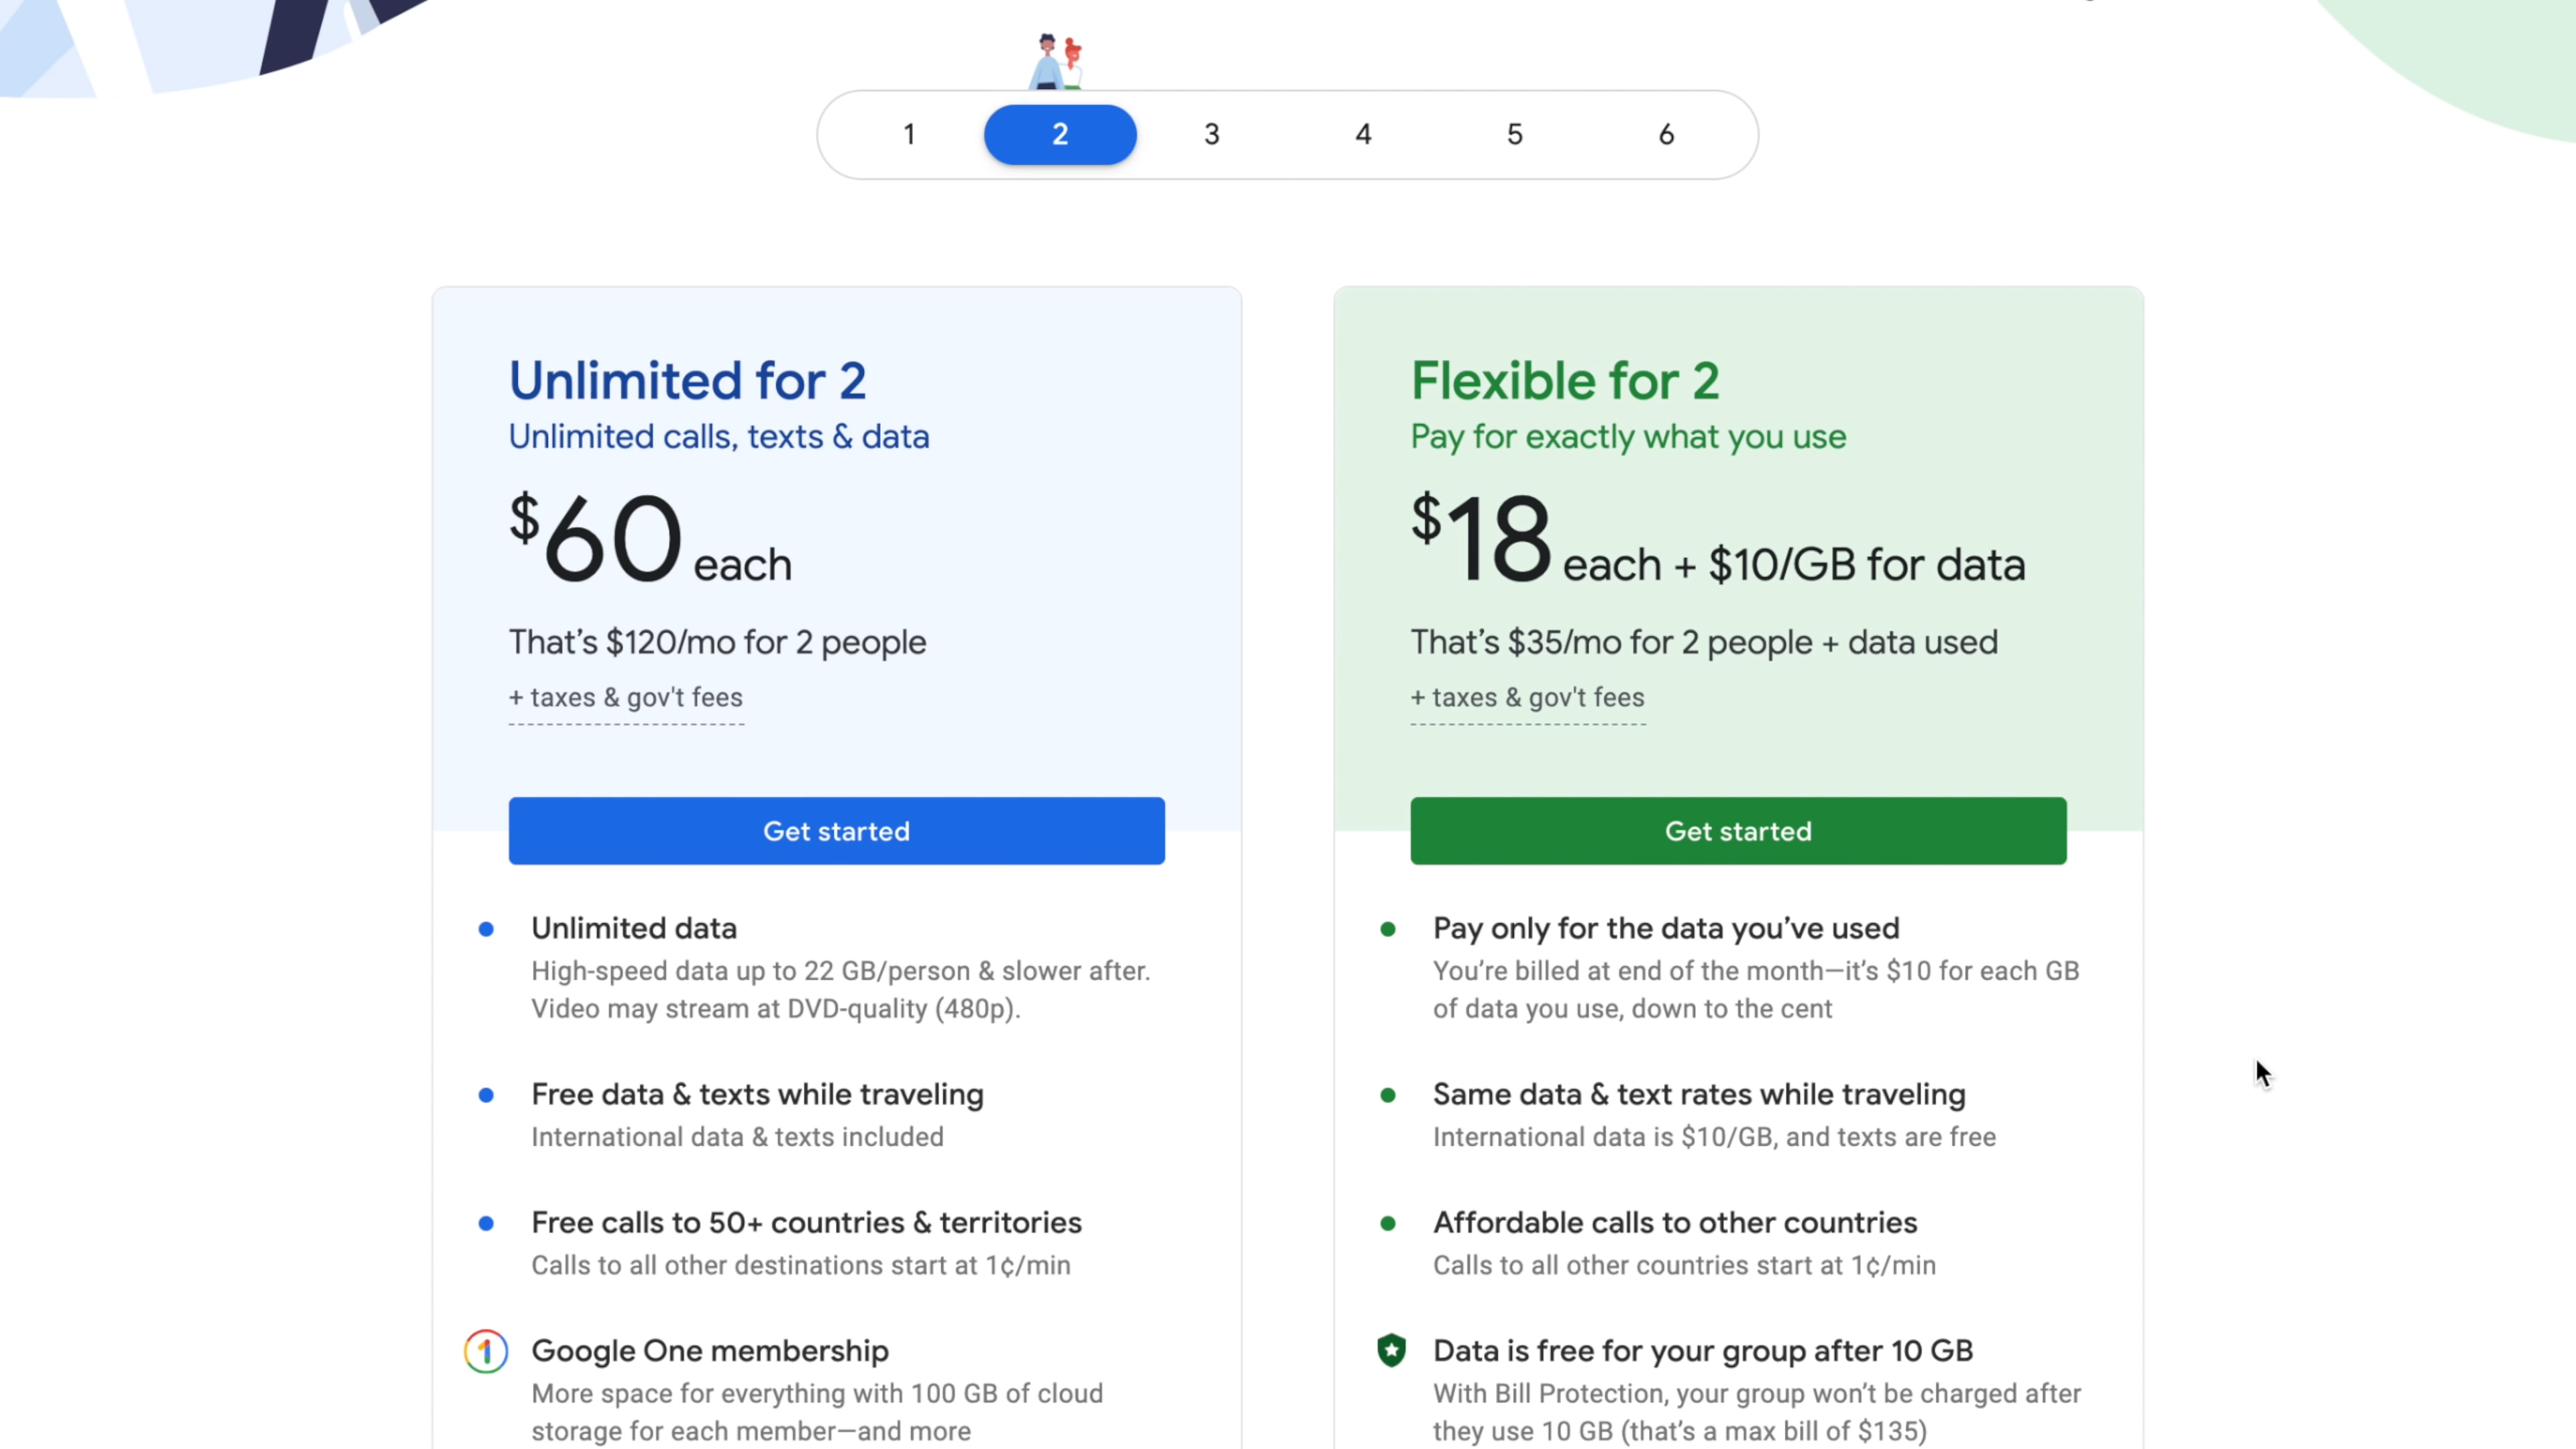 1 2 3 4 5 6
Unlimited for 2
Unlimited calls, texts & data
$60 each
That's $120/mo for 2 people
+ taxes & gov't fees
Get started
Unlimited data
High-speed data up to 22 GB/person & slower after.
Video may stream at DVD-quality (480p).
Free data & texts while traveling
International data & texts included
Free calls to 50+ countries & territories
Calls to all other destinations start at 1¢/min
1
Google One membership
More space for everything with 100 GB of cloud
storage for each member—and more
Flexible for 2
Pay for exactly what you use
$18 each + $10/GB for data
That's $35/mo for 2 people + data used
+ taxes & gov't fees
Get started
Pay only for the data you've used
You're billed at end of the month—it's $10 for each GB
of data you use, down to the cent
Same data & text rates while traveling
International data is $10/GB, and texts are free
Affordable calls to other countries
Calls to all other countries start at 1¢/min
Data is free for your group after 10 GB
With Bill Protection, your group won't be charged after
they use 10 GB (that's a max bill of $135)